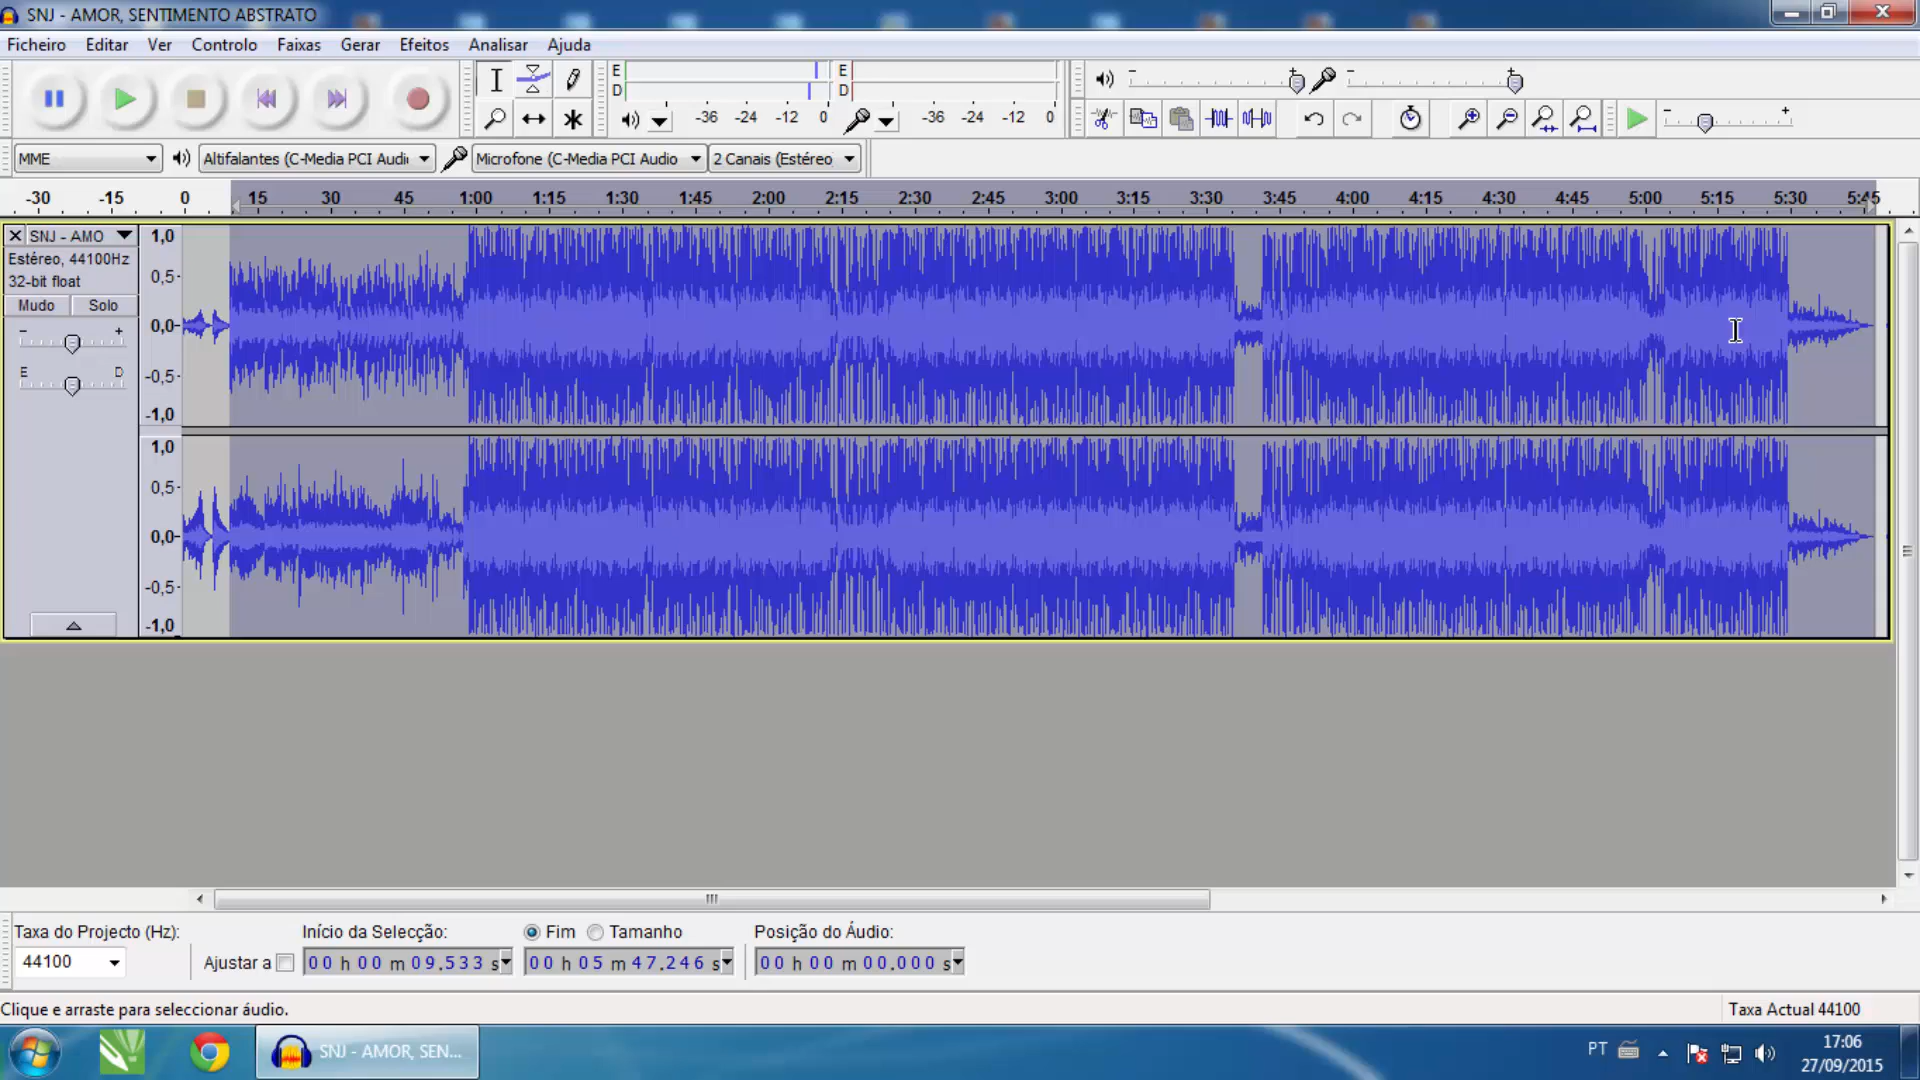 SNJ - AMOR, SENTIMENTO ABSTRATO
Ficheiro Editar Ver Controlo Faixas Gerar Efeitos Analisar Ajuda
E
D
-36 -24 -12 0
E
D
-36 -24 -12 0
MME
Altifalantes (C-Media PCI Audi
Microfone (C-Media PCI Audio
2 Canais (Estéreo
-30 -15 0 15 30 45 1:00 1:15 1:30 1:45 2:00 2:15 2:30 2:45 3:00 3:15 3:30 3:45 4:00 4:15 4:30 4:45 5:00 5:15 5:30 5:45
SNJ - AMO
Estéreo, 44100Hz
32-bit float
Mudo Solo
- +
E D
1,0
0,5-
0,0-
-0,5-
-1,0
1,0
0,5-
0,0-
-0,5-
-1,0
Taxa do Projecto (Hz):
44100
Ajustar a
Início da Selecção:
00 h 00 m 09.533 s
Fim Tamanho
00 h 05 m 47.246 s
Posição do Áudio:
00 h 00 m 00.000 s
Clique e arraste para seleccionar áudio.
Taxa Actual 44100
SNJ - AMOR, SEN...
PT
17:06
27/09/2015